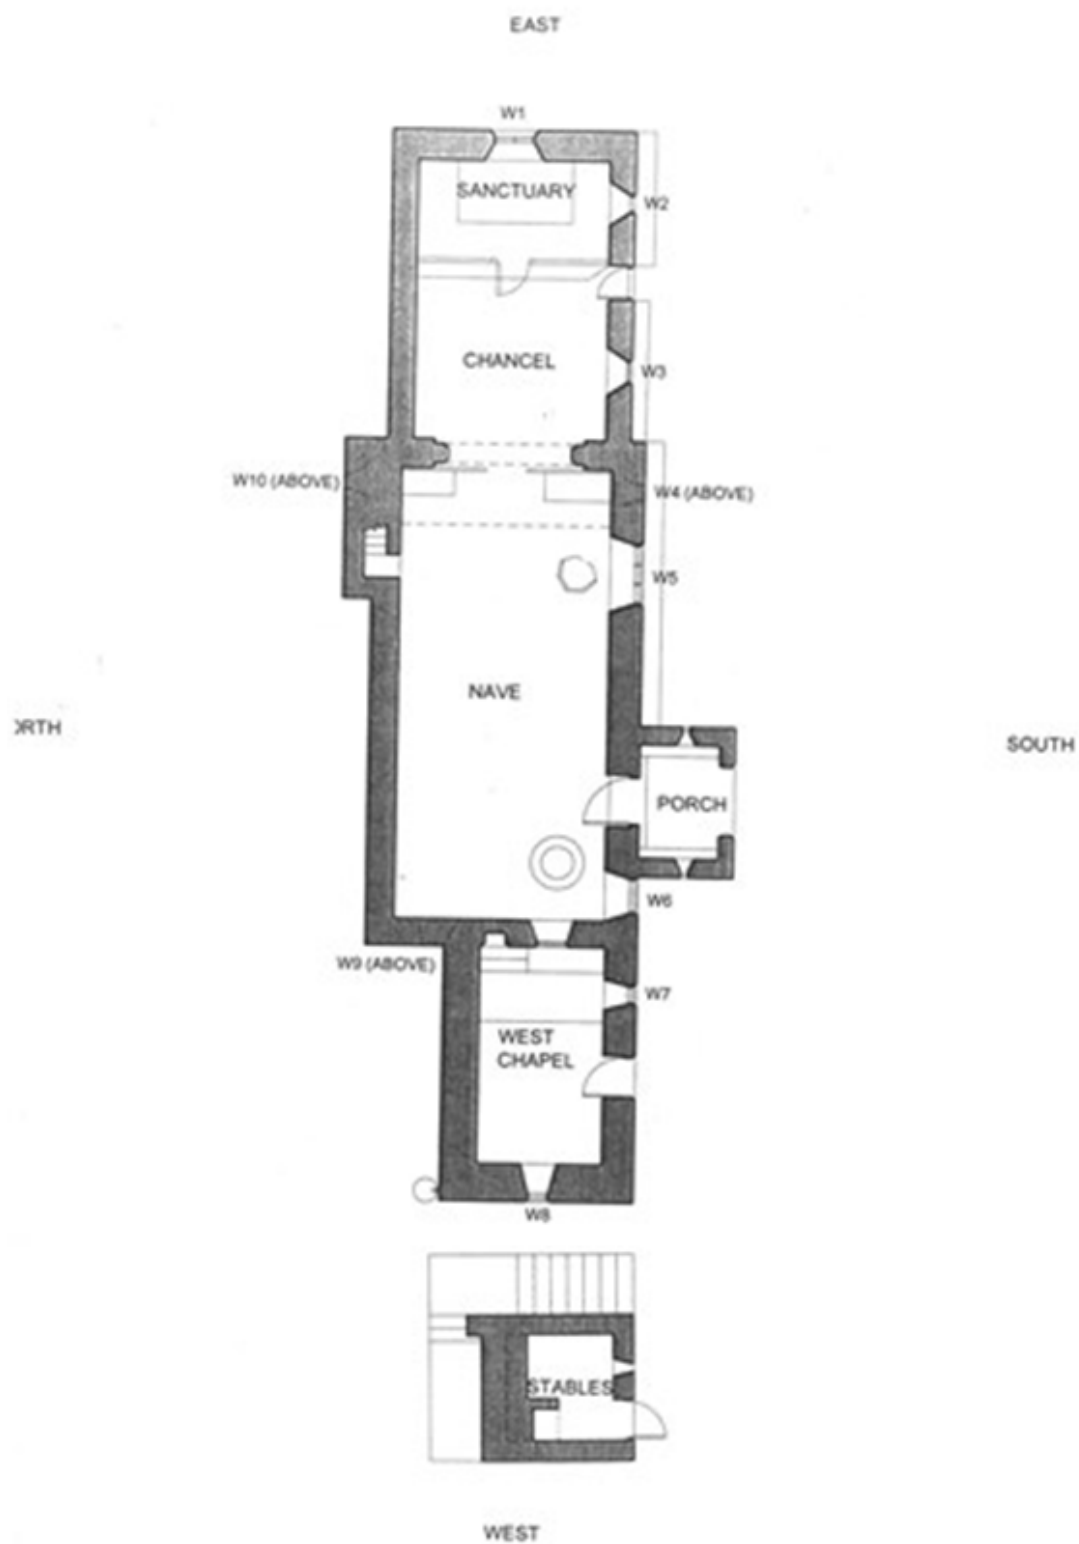 EAST
W1
SANCTUARY
W2
CHANCEL
W3
W10 (ABOVE)
W4 (ABOVE)
W5
NAVE
ORTH
SOUTH
PORCH
W6
W9 (ABOVE)
W7
WEST
CHAPEL
W8
STABLES
WEST